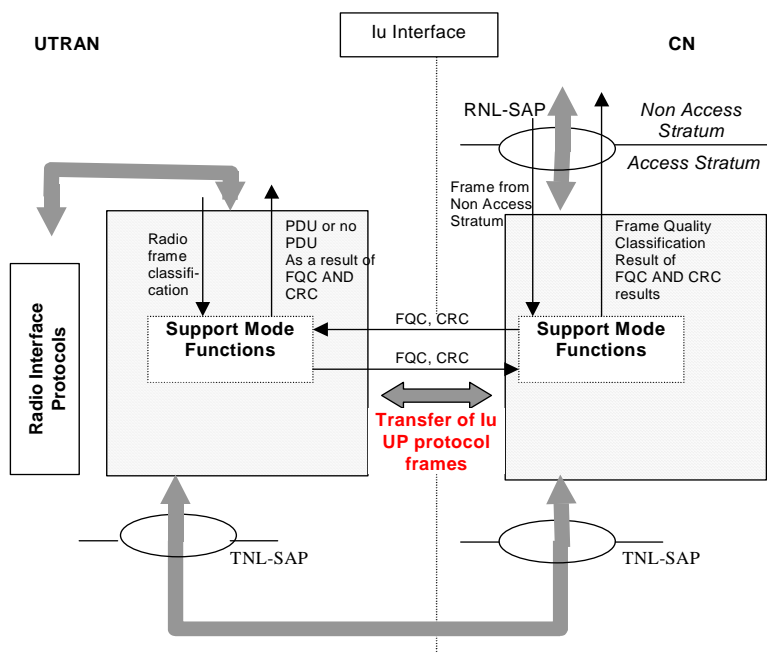 Iu Interface
UTRAN
CN
RNL-SAP
Non Access
Stratum
Access Stratum
Frame from
Non Access
Stratum
Radio
frame
classifi-
cation
PDU or no
PDU
As a result of
FQC AND
CRC
Frame Quality
Classification
Result of
FQC AND CRC
results
Radio Interface
Protocols
Support Mode
Functions
FQC, CRC
FQC, CRC
Support Mode
Functions
Transfer of Iu
UP protocol
frames
TNL-SAP
TNL-SAP